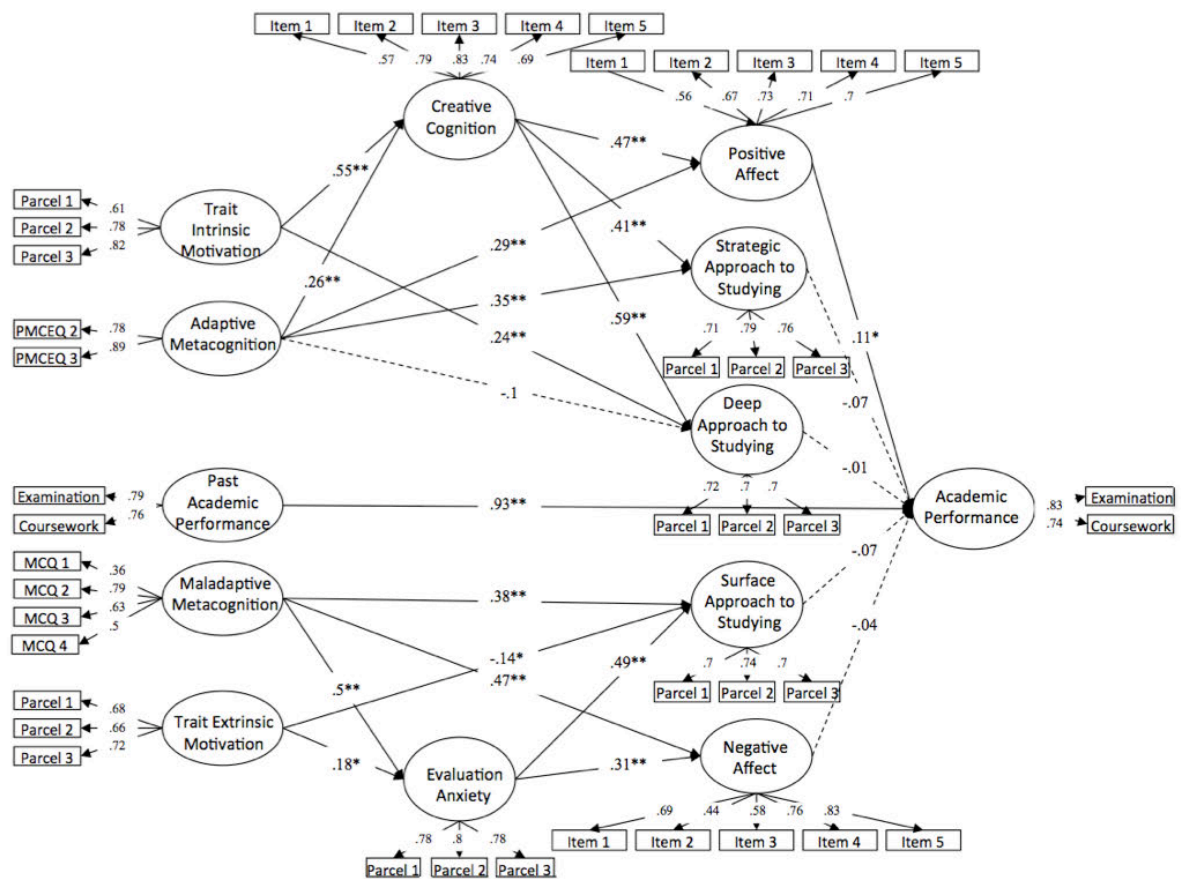 Item 1 Item 2 Item 3 Item 4 Item 5
.57 .79 .83 .74 .69
Item 1 Item 2 Item 3 Item 4 Item 5
.56 .67 .73 .71 .7
Creative
Cognition
.47**
Positive
Affect
.55**
Parcel 1 .61
Parcel 2 .78
Parcel 3 .82
Trait
Intrinsic
Motivation
.41**
.29**
Strategic
Approach to
Studying
.26**
.35**
.59**
.24**
.11*
PMCEQ 2 .78
PMCEQ 3 .89
Adaptive
Metacognition
.71 .79 .76
Parcel 1 Parcel 2 Parcel 3
-.1
-.07
Deep
Approach to
Studying
-.01
.72 .7 .7
Parcel 1 Parcel 2 Parcel 3
Examination .79
Coursework .76
Past
Academic
Performance
.93**
Academic
Performance
.83 Examination
.74 Coursework
-.07
MCQ 1 .36
MCQ 2 .79
MCQ 3 .63
MCQ 4 .5
Maladaptive
Metacognition
.38**
Surface
Approach to
Studying
-.04
-.14*
.49**
.47**
.7 .74 .7
Parcel 1 Parcel 2 Parcel 3
.5**
Parcel 1 .68
Parcel 2 .66
Parcel 3 .72
Trait Extrinsic
Motivation
.18*
Evaluation
Anxiety
.31**
Negative
Affect
.78 .8 .78
Parcel 1 Parcel 2 Parcel 3
.69 .44 .58 .76 .83
Item 1 Item 2 Item 3 Item 4 Item 5